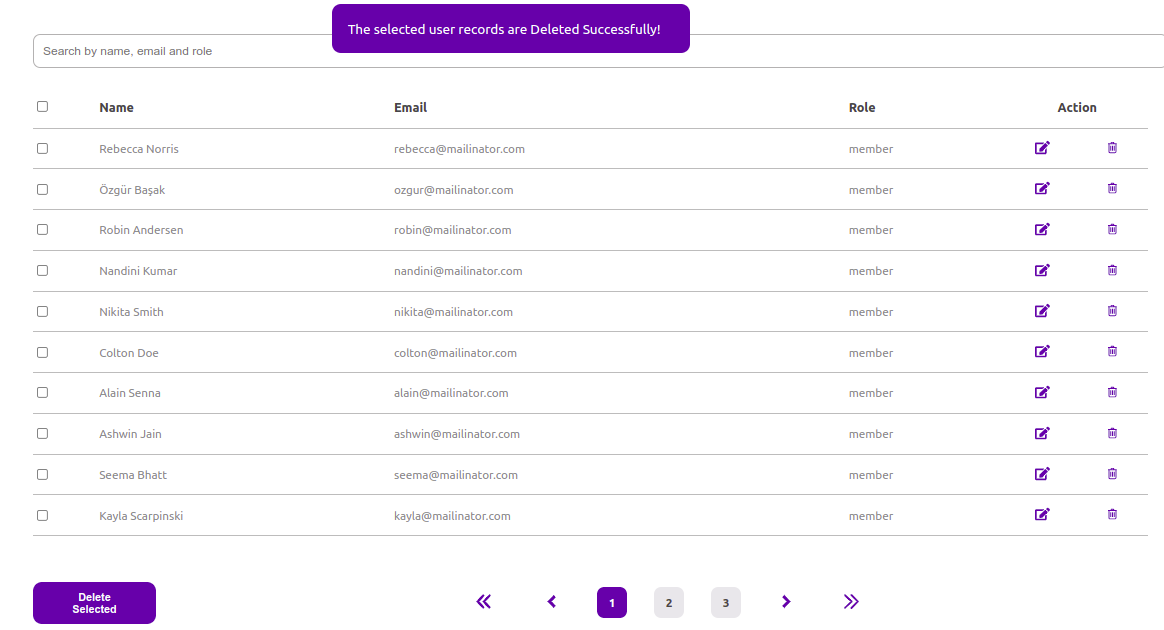 The selected user records are Deleted Successfully!
Search by name, email and role
Name Email Role Action
Rebecca Norris rebecca@mailinator.com member
Özgür Başak ozgur@mailinator.com member
Robin Andersen robin@mailinator.com member
Nandini Kumar nandini@mailinator.com member
Nikita Smith nikita@mailinator.com member
Colton Doe colton@mailinator.com member
Alain Senna alain@mailinator.com member
Ashwin Jain ashwin@mailinator.com member
Seema Bhatt seema@mailinator.com member
Kayla Scarpinski kayla@mailinator.com member
Delete
Selected
1 2 3